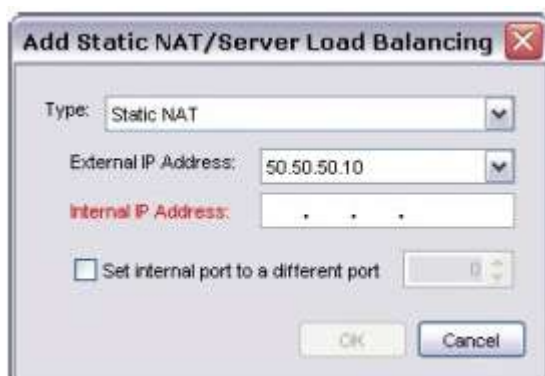 Add Static NAT/Server Load Balancing
Type: Static NAT
External IP Address: 50.50.50.10
Internal IP Address: . . .
Set internal port to a different port 0
OK Cancel